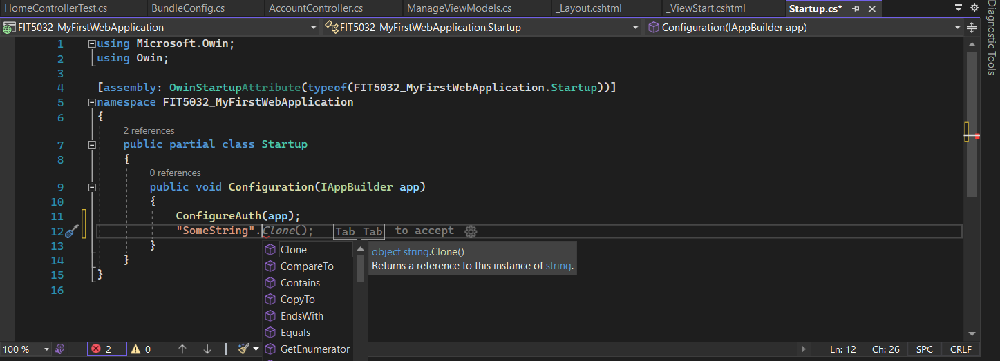 HomeControllerTest.cs BundleConfig.cs AccountController.cs ManageViewModels.cs _Layout.cshtml _ViewStart.cshtml Startup.cs*
FIT5032_MyFirstWebApplication FIT5032_MyFirstWebApplication.Startup Configuration(IAppBuilder app)
Diagnostic Tools
1 using Microsoft.Owin;
2 using Owin;
3
4 [assembly: OwinStartupAttribute(typeof(FIT5032_MyFirstWebApplication.Startup))]
5 namespace FIT5032_MyFirstWebApplication
6 {
2 references
7 public partial class Startup
8 {
0 references
9 public void Configuration(IAppBuilder app)
10 {
11 ConfigureAuth(app);
12 "SomeString".Clone(); Tab Tab to accept
13 }
14 }
15 }
16
Clone
CompareTo
Contains
CopyTo
EndsWith
Equals
GetEnumerator
object string.Clone()
Returns a reference to this instance of string.
100 % 2 0 Ln: 12 Ch: 26 SPC CRLF